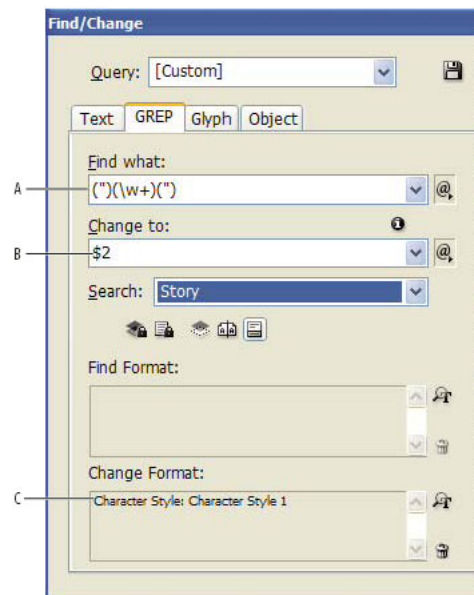 Find/Change
Query: [Custom]
Text GREP Glyph Object
Find what:
A (")(\w+)(")
Change to:
B $2
Search: Story
Find Format:
Change Format:
C Character Style: Character Style 1